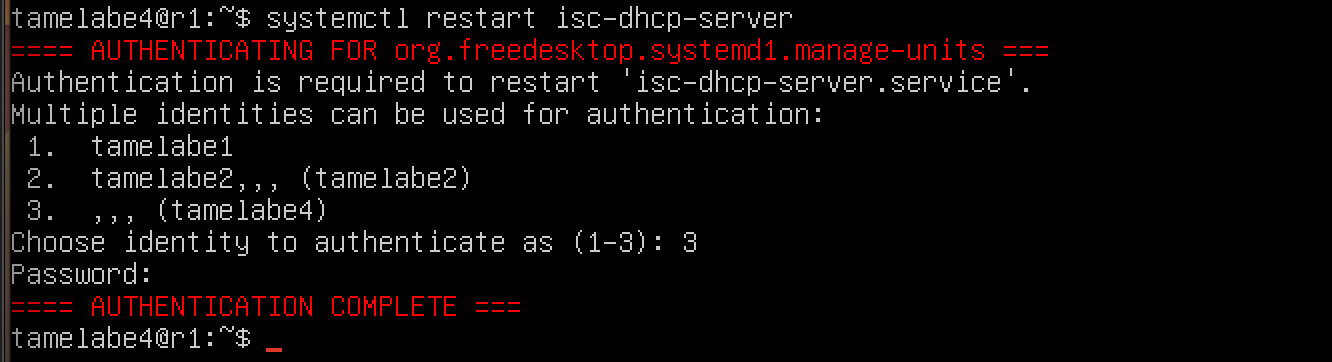 tamelabe4@r1:~$ systemctl restart isc-dhcp-server
==== AUTHENTICATING FOR org.freedesktop.systemd1.manage-units ===
Authentication is required to restart 'isc-dhcp-server.service'.
Multiple identities can be used for authentication:
 1.  tamelabe1
 2.  tamelabe2,,, (tamelabe2)
 3.  ,,, (tamelabe4)
Choose identity to authenticate as (1-3): 3
Password:
==== AUTHENTICATION COMPLETE ===
tamelabe4@r1:~$ _